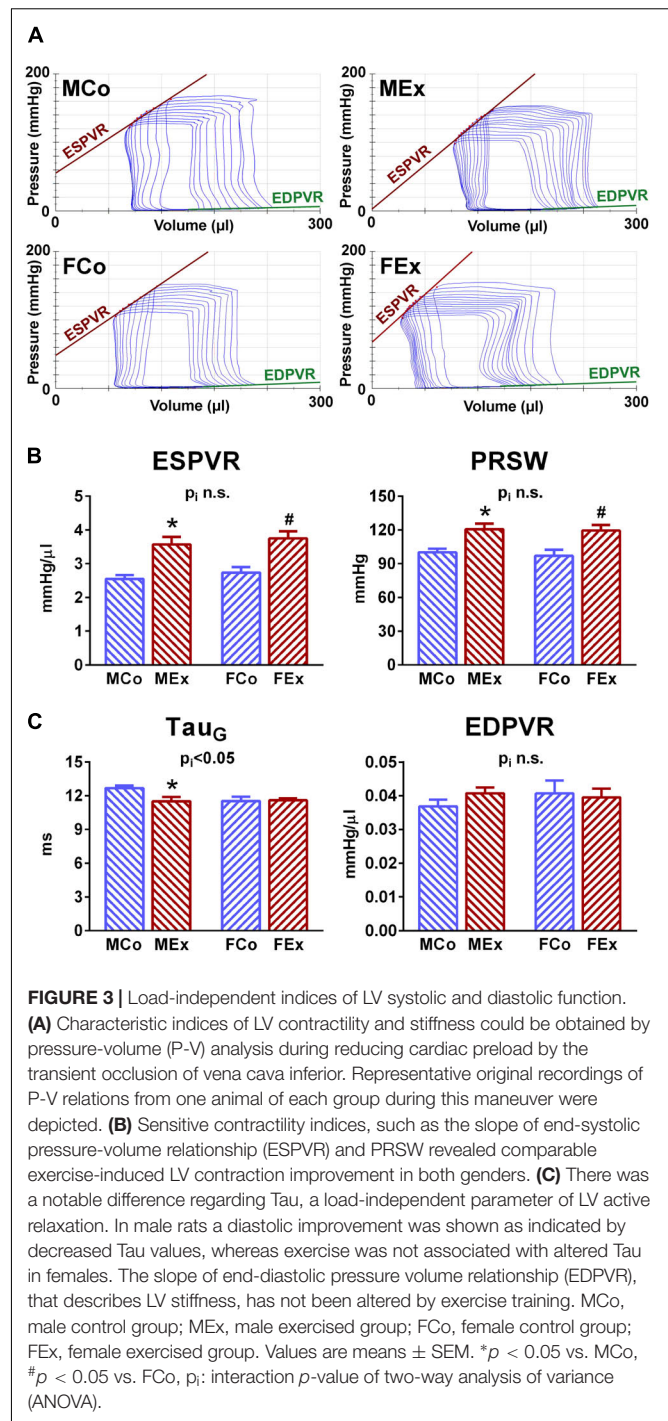 A
MCo
200
100
0
Pressure (mmHg)
ESPVR
EDPVR
0
Volume (µl)
300
MEx
200
100
0
Pressure (mmHg)
ESPVR
EDPVR
0
Volume (µl)
300
FCo
200
100
0
Pressure (mmHg)
ESPVR
EDPVR
0
Volume (µl)
300
FEx
200
100
0
Pressure (mmHg)
ESPVR
EDPVR
0
Volume (µl)
300
B
ESPVR
pi n.s.
5
4
3
2
1
0
mmHg/µl
*
#
MCo MEx FCo FEx
PRSW
pi n.s.
150
120
90
60
30
0
mmHg
*
#
MCo MEx FCo FEx
C
TauG
pi<0.05
15
12
9
6
3
0
ms
*
MCo MEx FCo FEx
EDPVR
pi n.s.
0.05
0.04
0.03
0.02
0.01
0.00
mmHg/µl
MCo MEx FCo FEx
FIGURE 3 | Load-independent indices of LV systolic and diastolic function.
(A) Characteristic indices of LV contractility and stiffness could be obtained by
pressure-volume (P-V) analysis during reducing cardiac preload by the
transient occlusion of vena cava inferior. Representative original recordings of
P-V relations from one animal of each group during this maneuver were
depicted. (B) Sensitive contractility indices, such as the slope of end-systolic
pressure-volume relationship (ESPVR) and PRSW revealed comparable
exercise-induced LV contraction improvement in both genders. (C) There was
a notable difference regarding Tau, a load-independent parameter of LV active
relaxation. In male rats a diastolic improvement was shown as indicated by
decreased Tau values, whereas exercise was not associated with altered Tau
in females. The slope of end-diastolic pressure volume relationship (EDPVR),
that describes LV stiffness, has not been altered by exercise training. MCo,
male control group; MEx, male exercised group; FCo, female control group;
FEx, female exercised group. Values are means ± SEM. *p < 0.05 vs. MCo,
#p < 0.05 vs. FCo, pi: interaction p-value of two-way analysis of variance
(ANOVA).